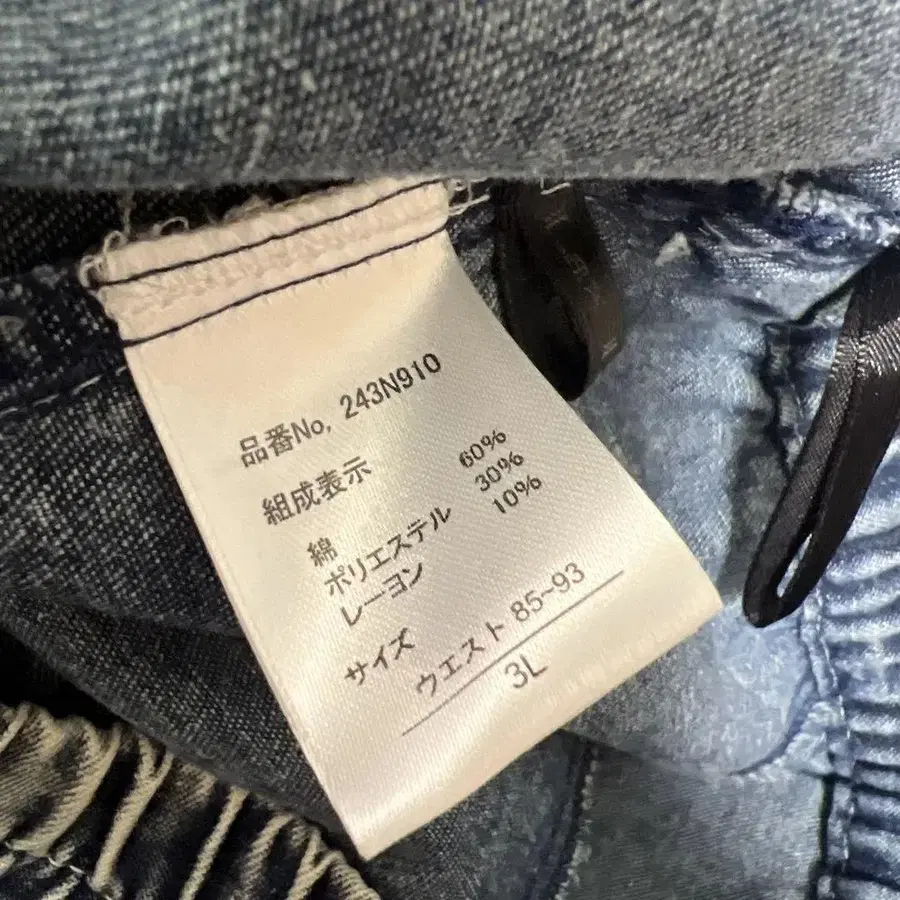 品番No, 243N910
組成表示
綿 60%
ポリエステル 30%
レーヨン 10%
サイズ
ウエスト 85-93
3L